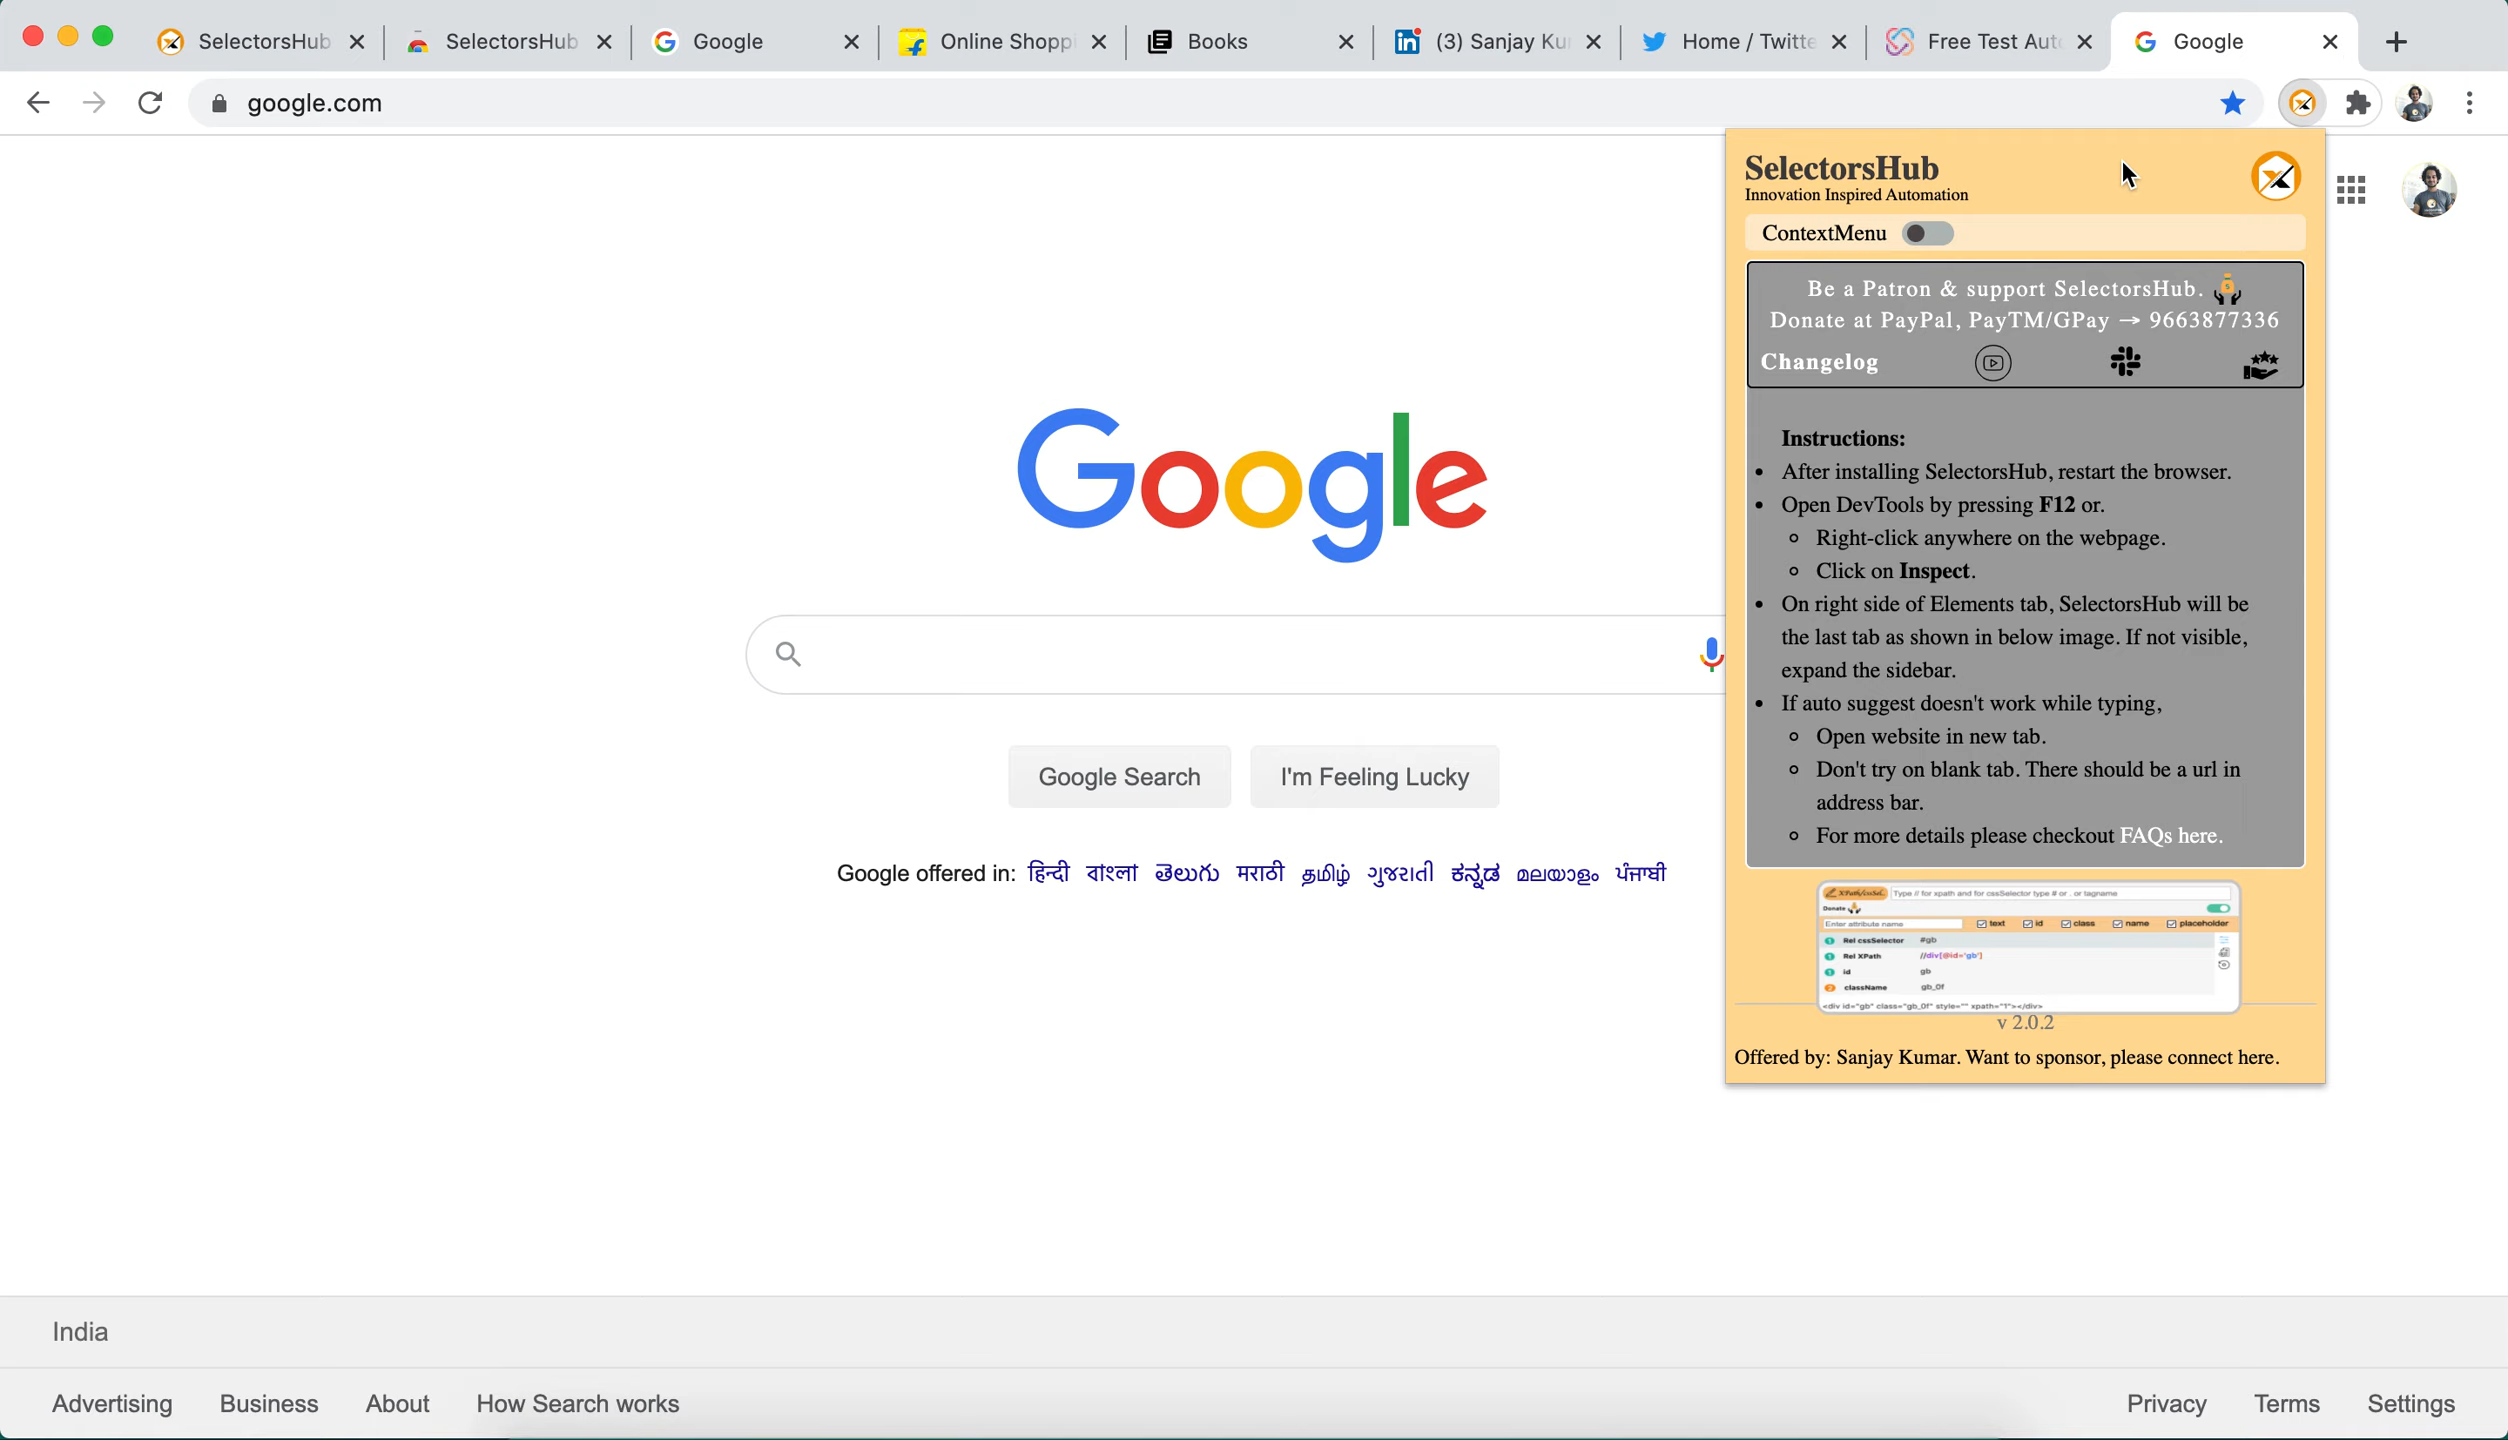 SelectorsHub
SelectorsHub
Google
Online Shopp
Books
(3) Sanjay Ku
Home / Twitte
Free Test Auto
Google
google.com
SelectorsHub
Innovation Inspired Automation
ContextMenu
Be a Patron & support SelectorsHub.
Donate at PayPal, PayTM/GPay → 9663877336
Changelog
Instructions:
After installing SelectorsHub, restart the browser.
Open DevTools by pressing F12 or.
Right-click anywhere on the webpage.
Click on Inspect.
On right side of Elements tab, SelectorsHub will be
the last tab as shown in below image. If not visible,
expand the sidebar.
If auto suggest doesn't work while typing,
Open website in new tab.
Don't try on blank tab. There should be a url in
address bar.
For more details please checkout FAQs here.
XPath/cssSel.. Type // for xpath and for cssSelector type # or . or tagname
Donate
Enter attribute name text id class name placeholder
1 Rel cssSelector #gb
1 Rel XPath //div[@id='gb']
1 id gb
2 className gb_0f
<div id="gb" class="gb_0f" style="" xpath="1"></div>
v 2.0.2
Offered by: Sanjay Kumar. Want to sponsor, please connect here.
Google
Google Search
I'm Feeling Lucky
Google offered in: हिन्दी বাংলা తెలుగు मराठी தமிழ் ગુજરાતી ಕನ್ನಡ മലയാളം ਪੰਜਾਬੀ
India
Advertising Business About How Search works
Privacy Terms Settings